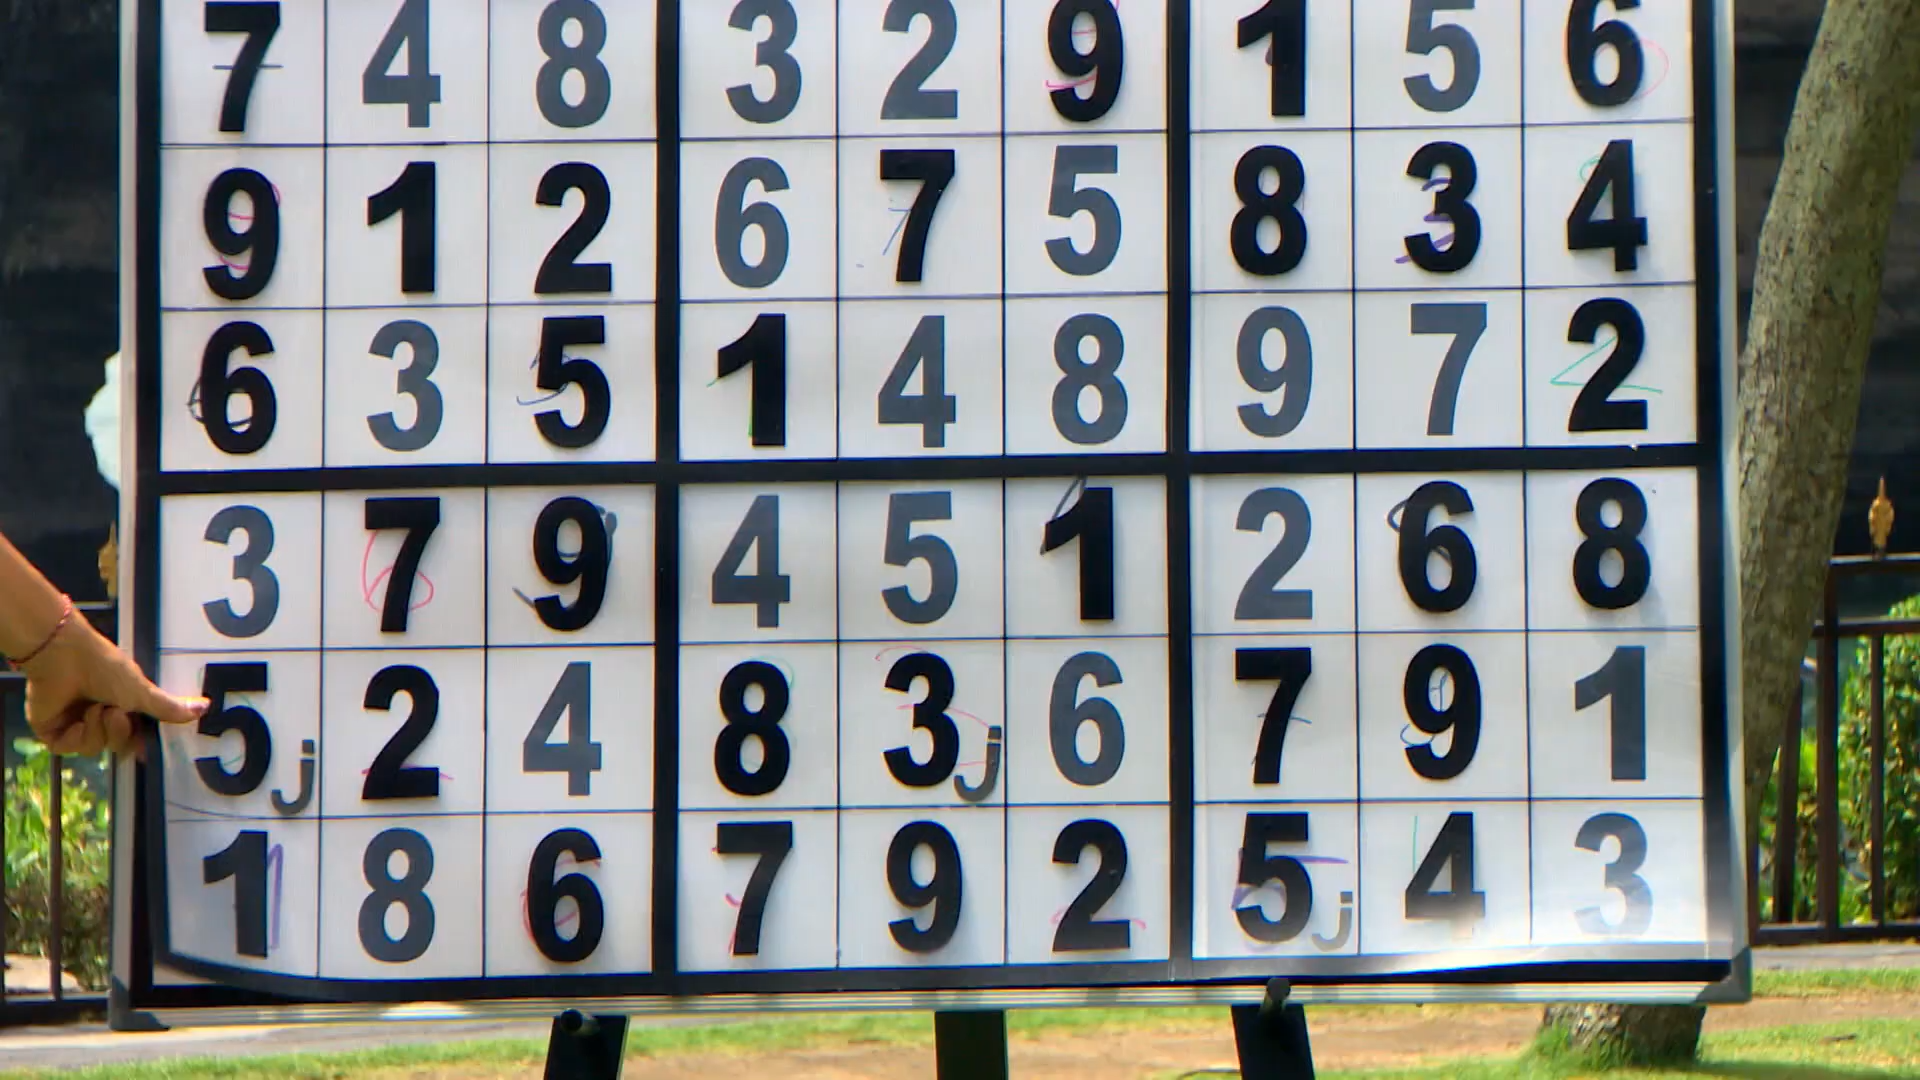 7 4 8 3 2 9 1 5 6
9 1 2 6 7 5 8 3 4
6 3 5 1 4 8 9 7 2
3 7 9 4 5 1 2 6 8
5 j 2 4 8 3 j 6 7 9 1
1 8 6 7 9 2 5 j 4 3